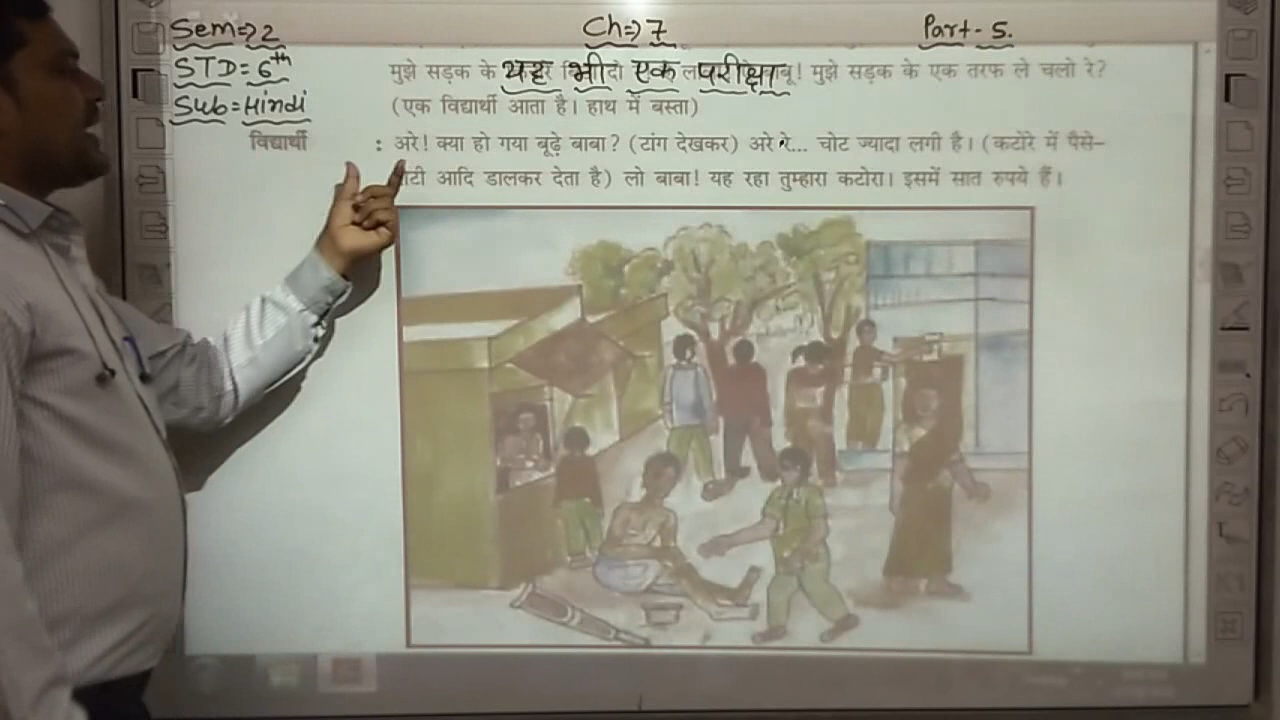 Sem⇒2 Ch⇒7 Part-5.
STD=6th
Sub=Hindi
यह भी एक परीक्षा
मुझे सड़क के दो बाबू! मुझे सड़क के एक तरफ ले चलो रे?
(एक विद्यार्थी आता है। हाथ में बस्ता)
विद्यार्थी : अरे! क्या हो गया बूढ़े बाबा? (टांग देखकर) अरे रे... चोट ज्यादा लगी है। (कटोरे में पैसे-
आदि डालकर देता है) लो बाबा! यह रहा तुम्हारा कटोरा। इसमें सात रुपये हैं।